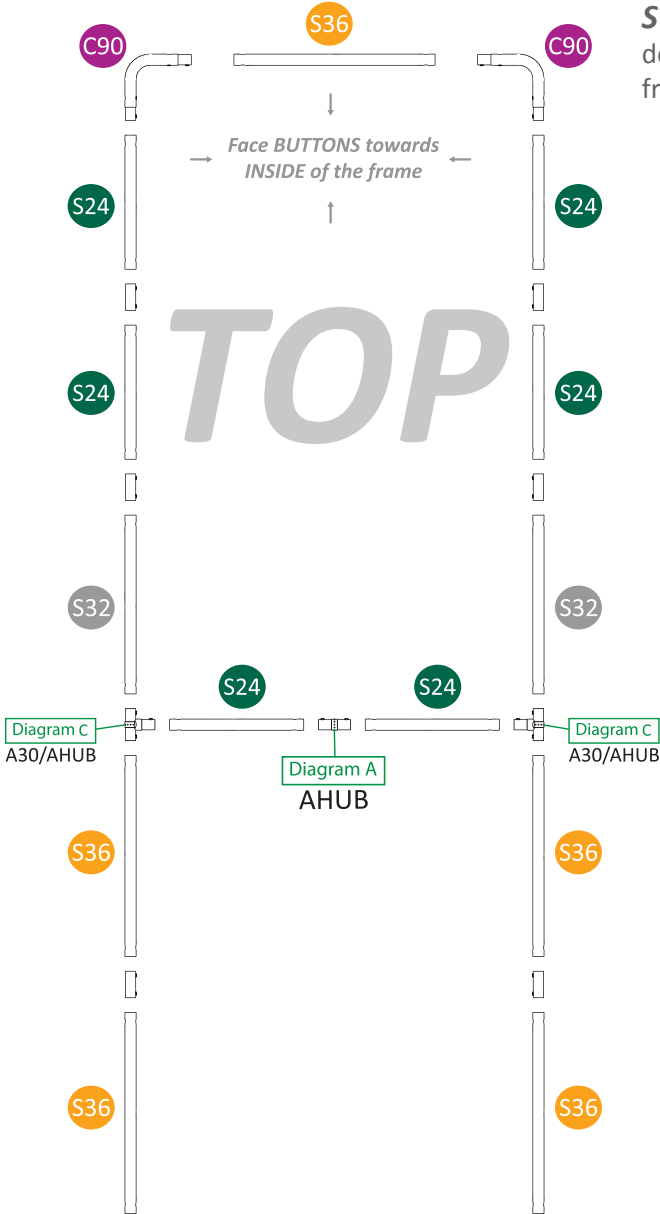 S36
C90
C90
Face BUTTONS towards
INSIDE of the frame
S24
S24
TOP
S24
S24
S32
S32
S24
S24
Diagram C
A30/AHUB
Diagram A
AHUB
Diagram C
A30/AHUB
S36
S36
S36
S36